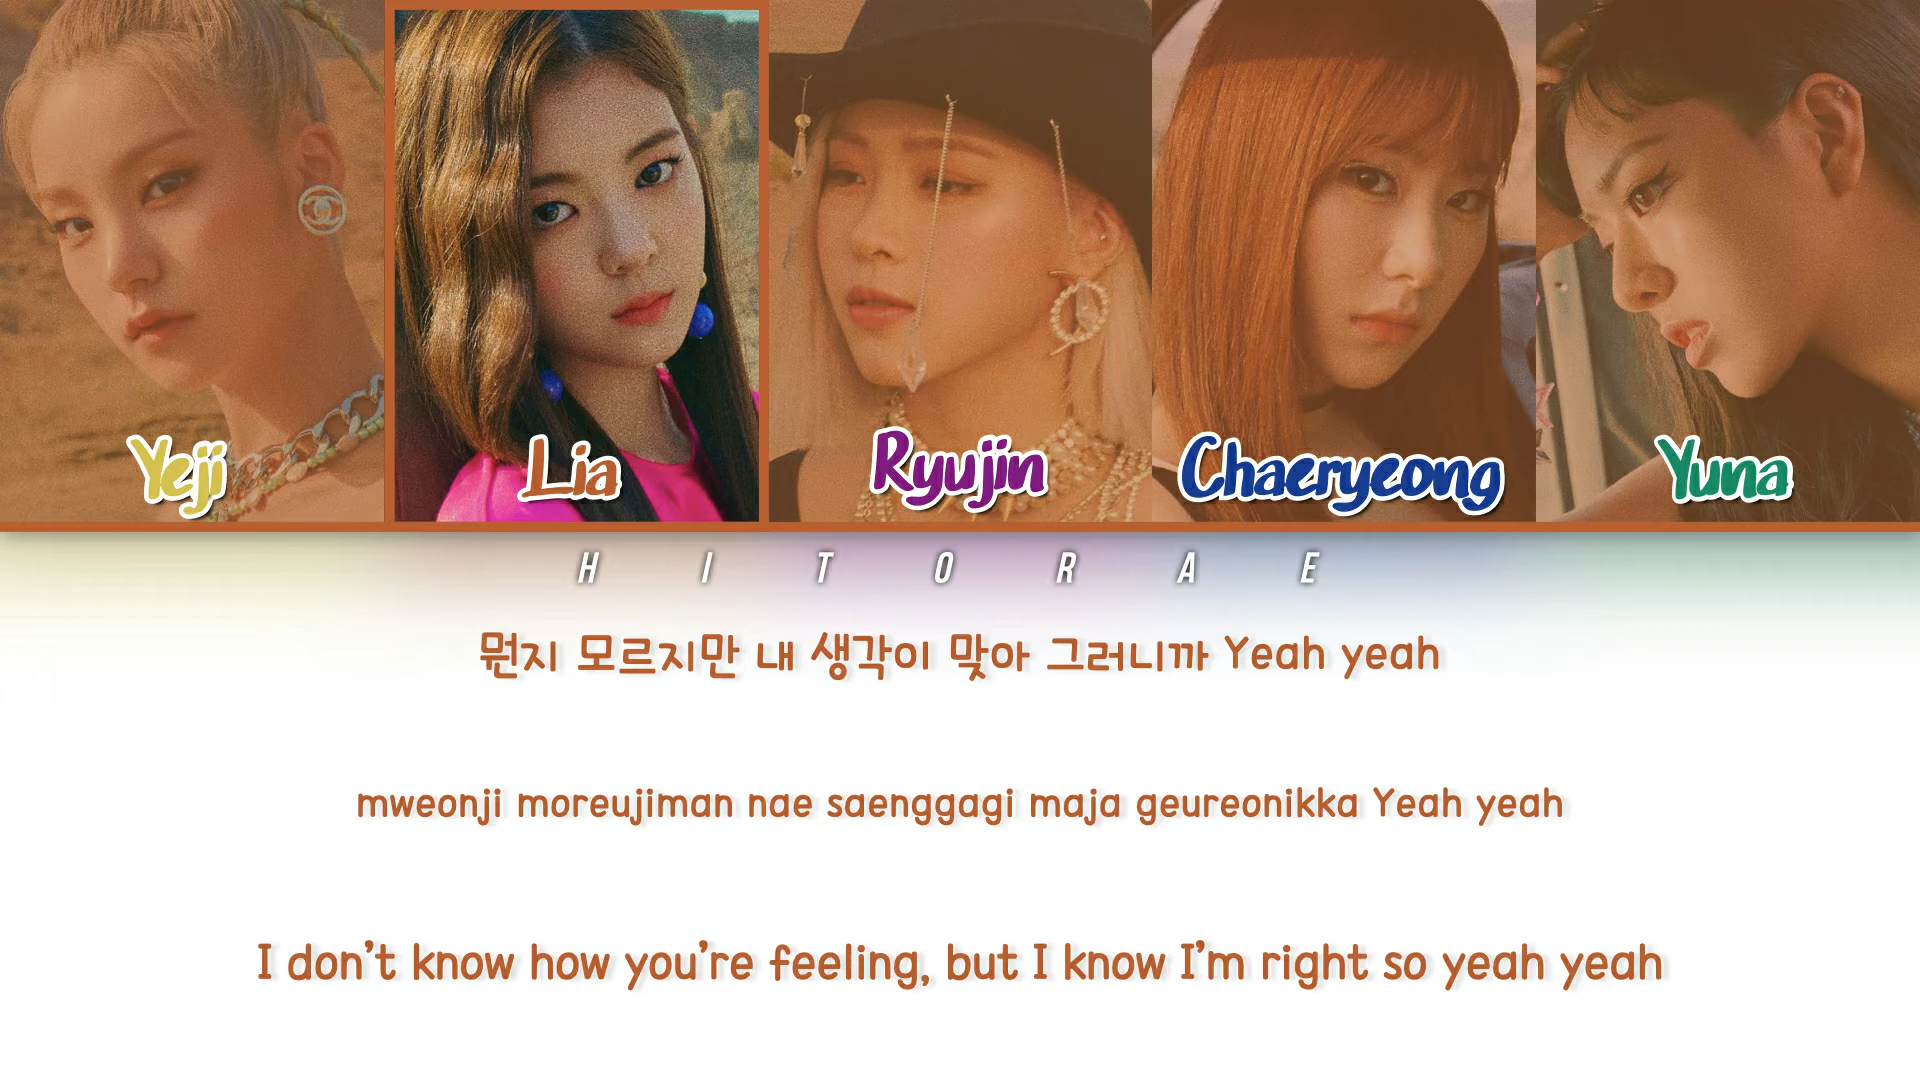 Yeji
Lia
Ryujin
Chaeryeong
Yuna
HITORAE
뭔지 모르지만 내 생각이 맞아 그러니까 Yeah yeah
mweonji moreujiman nae saenggagi maja geureonikka Yeah yeah
I don't know how you're feeling, but I know I'm right so yeah yeah